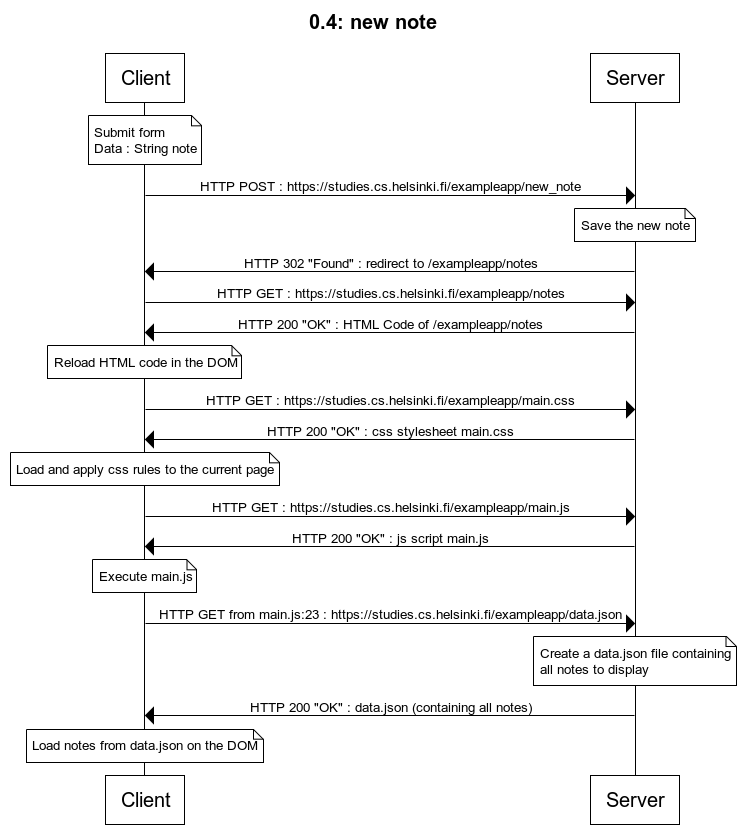 0.4: new note
Client
Server
Submit form
Data : String note
HTTP POST : https://studies.cs.helsinki.fi/exampleapp/new_note
Save the new note
HTTP 302 "Found" : redirect to /exampleapp/notes
HTTP GET : https://studies.cs.helsinki.fi/exampleapp/notes
HTTP 200 "OK" : HTML Code of /exampleapp/notes
Reload HTML code in the DOM
HTTP GET : https://studies.cs.helsinki.fi/exampleapp/main.css
HTTP 200 "OK" : css stylesheet main.css
Load and apply css rules to the current page
HTTP GET : https://studies.cs.helsinki.fi/exampleapp/main.js
HTTP 200 "OK" : js script main.js
Execute main.js
HTTP GET from main.js:23 : https://studies.cs.helsinki.fi/exampleapp/data.json
Create a data.json file containing
all notes to display
HTTP 200 "OK" : data.json (containing all notes)
Load notes from data.json on the DOM
Client
Server